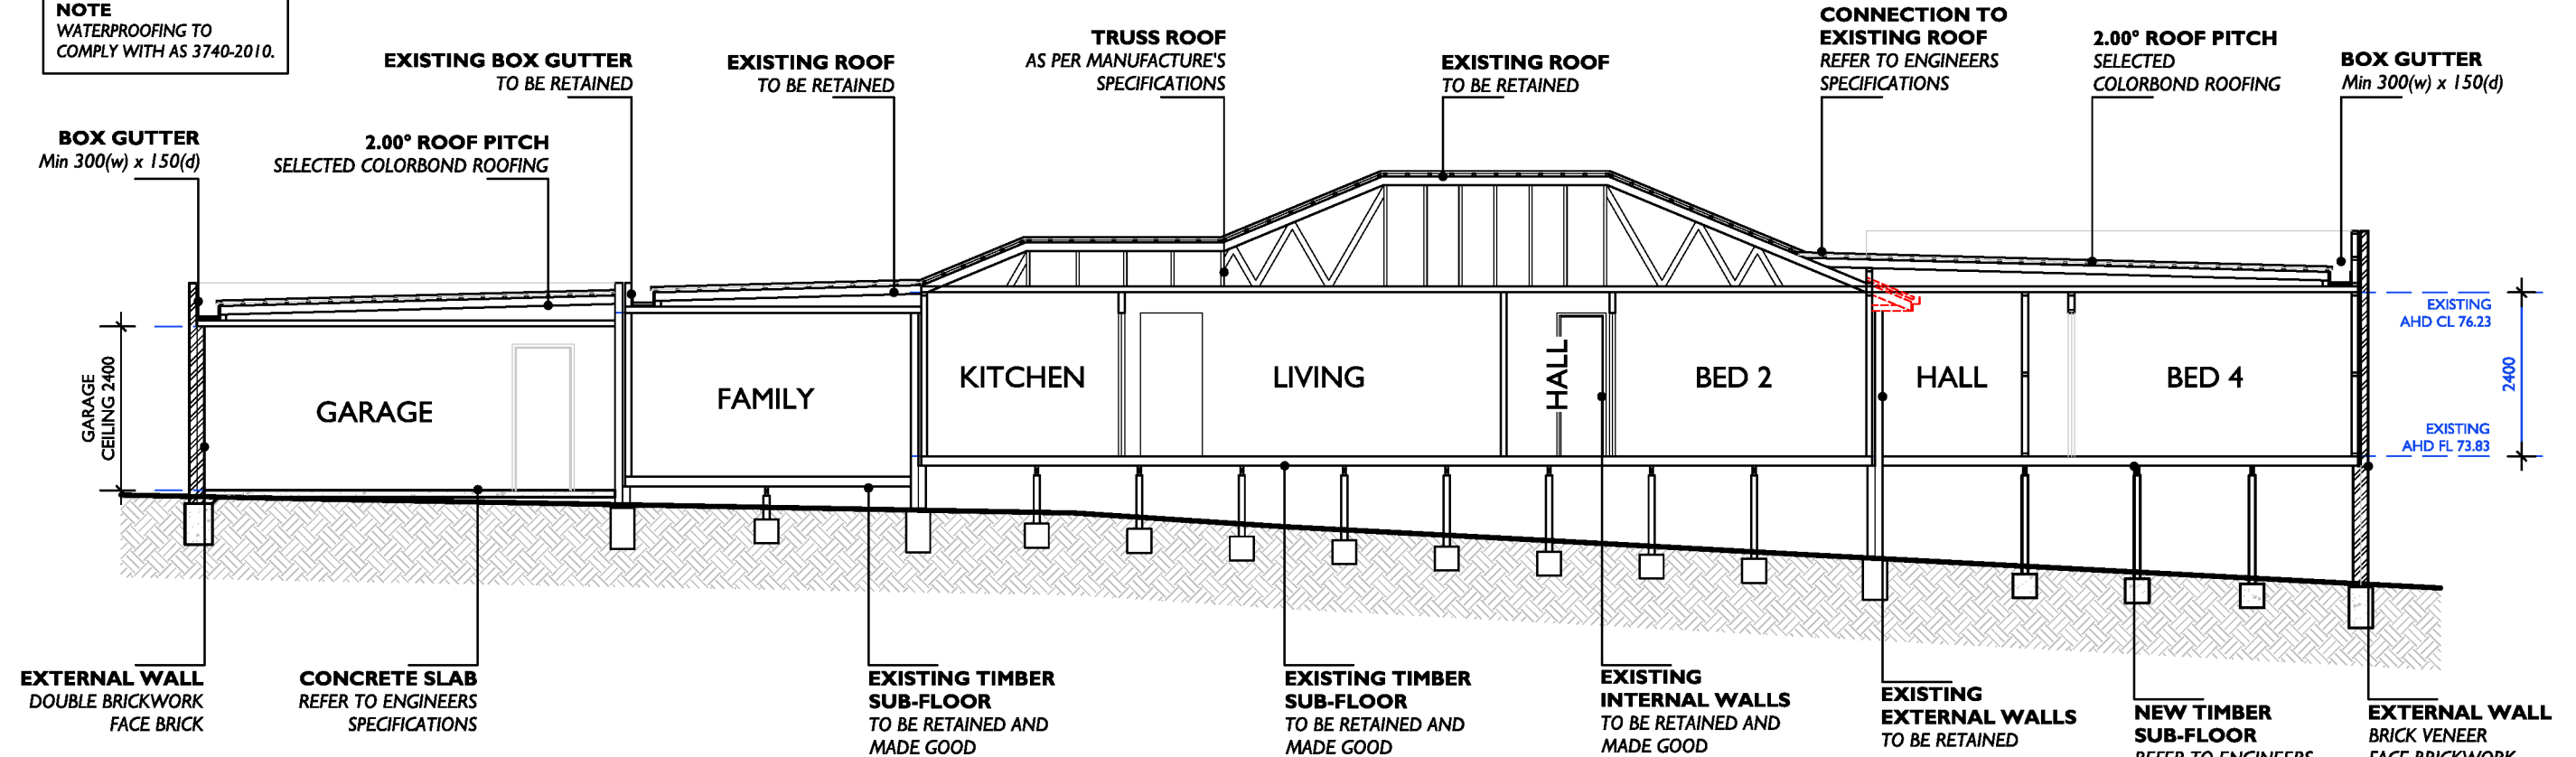 NOTE
WATERPROOFING TO
COMPLY WITH AS 3740-2010.
EXISTING BOX GUTTER
TO BE RETAINED
EXISTING ROOF
TO BE RETAINED
TRUSS ROOF
AS PER MANUFACTURE'S
SPECIFICATIONS
EXISTING ROOF
TO BE RETAINED
CONNECTION TO
EXISTING ROOF
REFER TO ENGINEERS
SPECIFICATIONS
2.00° ROOF PITCH
SELECTED
COLORBOND ROOFING
BOX GUTTER
Min 300(w) x 150(d)
BOX GUTTER
Min 300(w) x 150(d)
2.00° ROOF PITCH
SELECTED COLORBOND ROOFING
EXISTING
AHD CL 76.23
2400
EXISTING
AHD FL 73.83
GARAGE
CEILING 2400
GARAGE
FAMILY
KITCHEN
LIVING
HALL
BED 2
HALL
BED 4
EXTERNAL WALL
DOUBLE BRICKWORK
FACE BRICK
CONCRETE SLAB
REFER TO ENGINEERS
SPECIFICATIONS
EXISTING TIMBER
SUB-FLOOR
TO BE RETAINED AND
MADE GOOD
EXISTING TIMBER
SUB-FLOOR
TO BE RETAINED AND
MADE GOOD
EXISTING
INTERNAL WALLS
TO BE RETAINED AND
MADE GOOD
EXISTING
EXTERNAL WALLS
TO BE RETAINED
NEW TIMBER
SUB-FLOOR
REFER TO ENGINEERS
EXTERNAL WALL
BRICK VENEER
FACE BRICKWORK